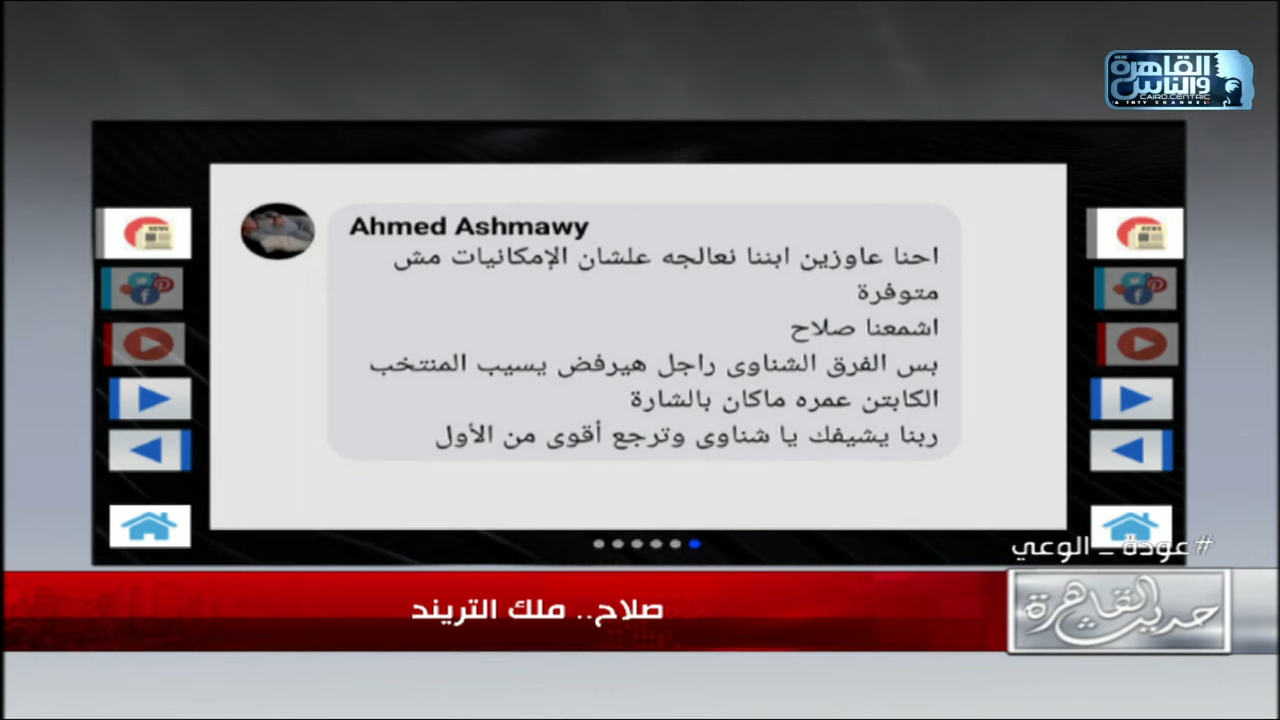 القاهرة
والناس
CAIRO.CENTRIC
A TNTV CHANNEL
NEWS
NEWS
Ahmed Ashmawy
احنا عاوزين ابننا نعالجه علشان الإمكانيات مش
متوفرة
اشمعنا صلاح
بس الفرق الشناوى راجل هيرفض يسيب المنتخب
الكابتن عمره ماكان بالشارة
ربنا يشيفك يا شناوى وترجع أقوى من الأول
#عودة_الوعي
صلاح.. ملك التريند
حديث القاهرة